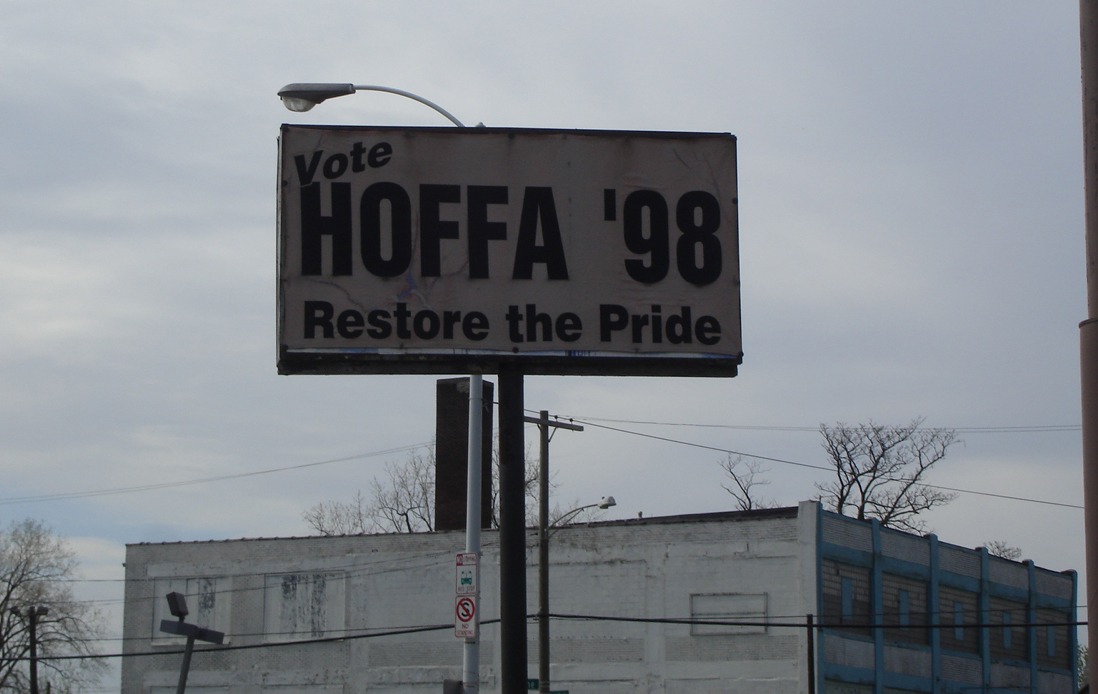 Vote
HOFFA '98
Restore the Pride